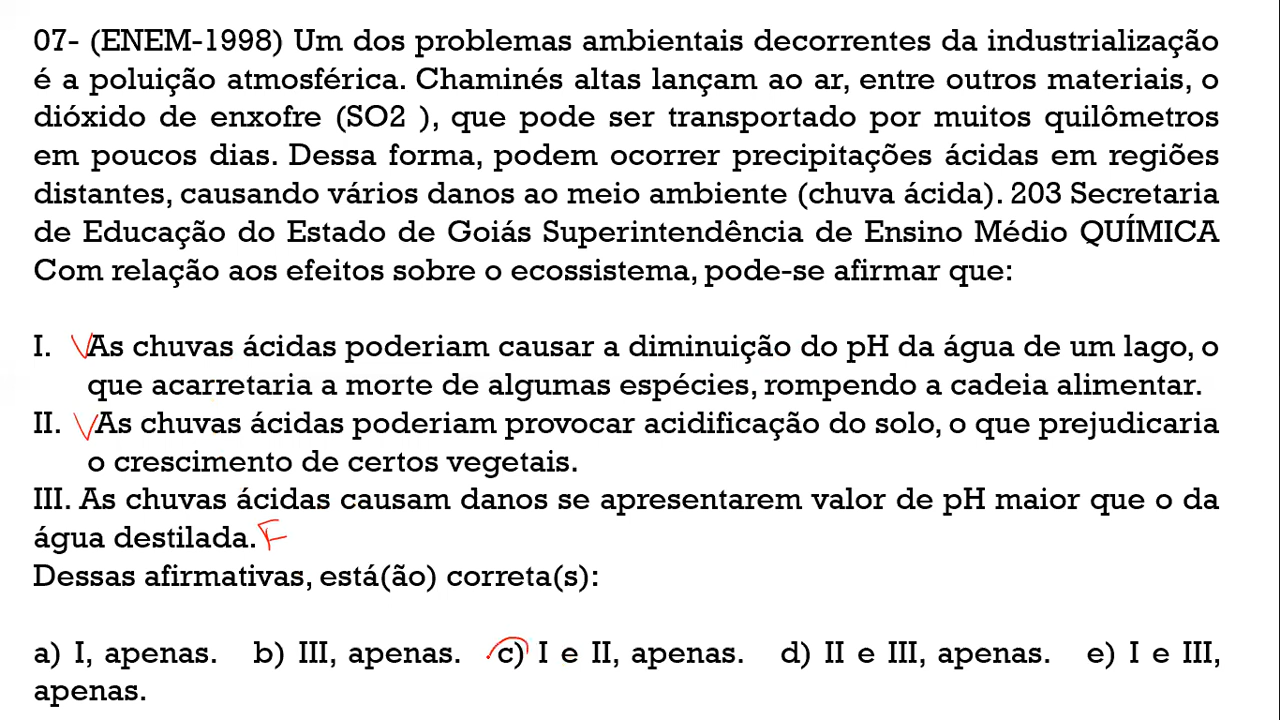 07- (ENEM-1998) Um dos problemas ambientais decorrentes da industrialização
é a poluição atmosférica. Chaminés altas lançam ao ar, entre outros materiais, o
dióxido de enxofre (SO2 ), que pode ser transportado por muitos quilômetros
em poucos dias. Dessa forma, podem ocorrer precipitações ácidas em regiões
distantes, causando vários danos ao meio ambiente (chuva ácida). 203 Secretaria
de Educação do Estado de Goiás Superintendência de Ensino Médio QUÍMICA
Com relação aos efeitos sobre o ecossistema, pode-se afirmar que:
I. V As chuvas ácidas poderiam causar a diminuição do pH da água de um lago, o
que acarretaria a morte de algumas espécies, rompendo a cadeia alimentar.
II. V As chuvas ácidas poderiam provocar acidificação do solo, o que prejudicaria
o crescimento de certos vegetais.
III. As chuvas ácidas causam danos se apresentarem valor de pH maior que o da
água destilada. F
Dessas afirmativas, está(ão) correta(s):
a) I, apenas. b) III, apenas. c) I e II, apenas. d) II e III, apenas. e) I e III,
apenas.